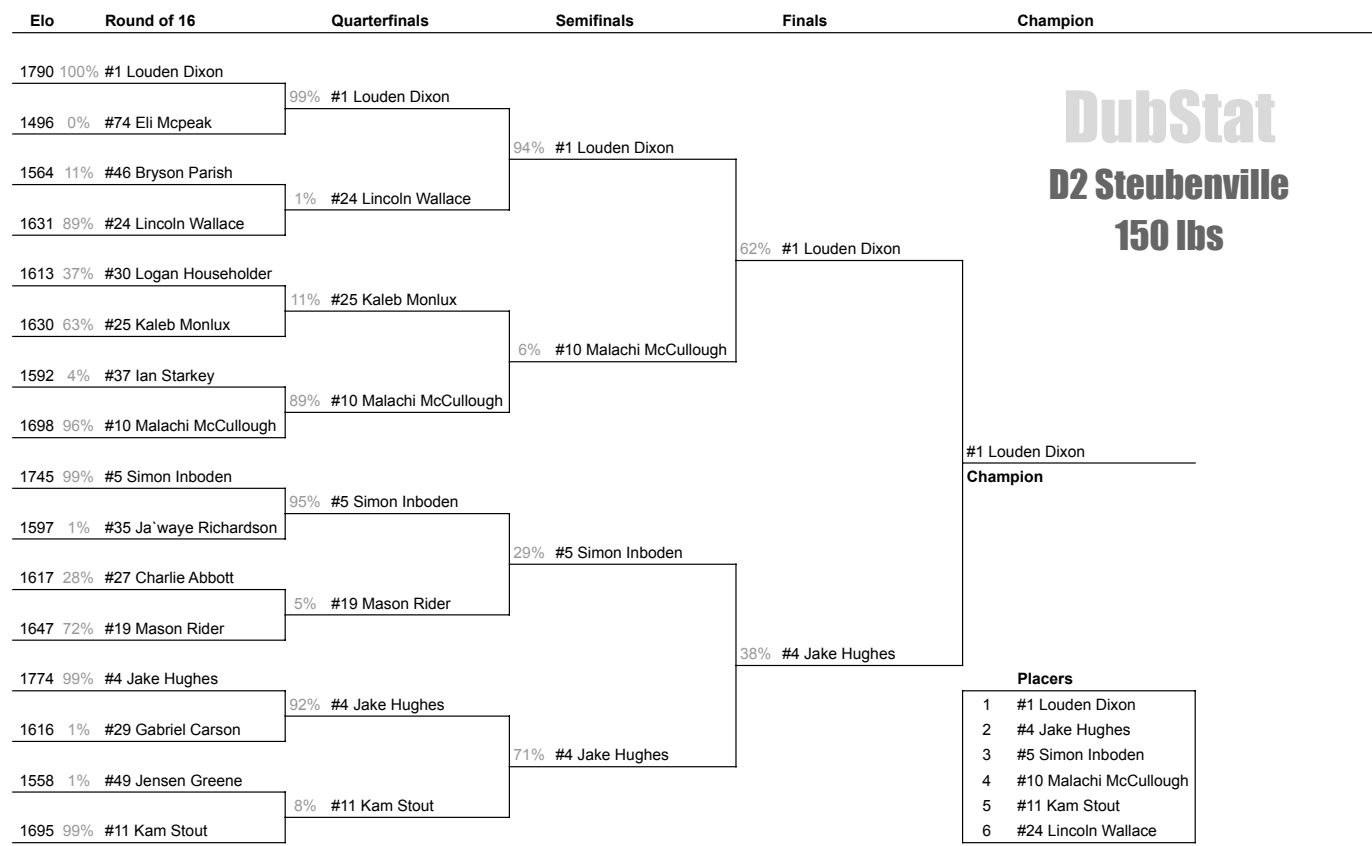 Elo Round of 16 Quarterfinals Semifinals Finals Champion
1790 100% #1 Louden Dixon
99% #1 Louden Dixon
1496 0% #74 Eli Mcpeak
94% #1 Louden Dixon
1564 11% #46 Bryson Parish
1% #24 Lincoln Wallace
1631 89% #24 Lincoln Wallace
62% #1 Louden Dixon
1613 37% #30 Logan Householder
11% #25 Kaleb Monlux
1630 63% #25 Kaleb Monlux
6% #10 Malachi McCullough
1592 4% #37 Ian Starkey
89% #10 Malachi McCullough
1698 96% #10 Malachi McCullough
#1 Louden Dixon
Champion
1745 99% #5 Simon Inboden
95% #5 Simon Inboden
1597 1% #35 Ja`waye Richardson
29% #5 Simon Inboden
1617 28% #27 Charlie Abbott
5% #19 Mason Rider
1647 72% #19 Mason Rider
38% #4 Jake Hughes
1774 99% #4 Jake Hughes
92% #4 Jake Hughes
1616 1% #29 Gabriel Carson
71% #4 Jake Hughes
1558 1% #49 Jensen Greene
8% #11 Kam Stout
1695 99% #11 Kam Stout
DubStat
D2 Steubenville
150 lbs
Placers
1 #1 Louden Dixon
2 #4 Jake Hughes
3 #5 Simon Inboden
4 #10 Malachi McCullough
5 #11 Kam Stout
6 #24 Lincoln Wallace